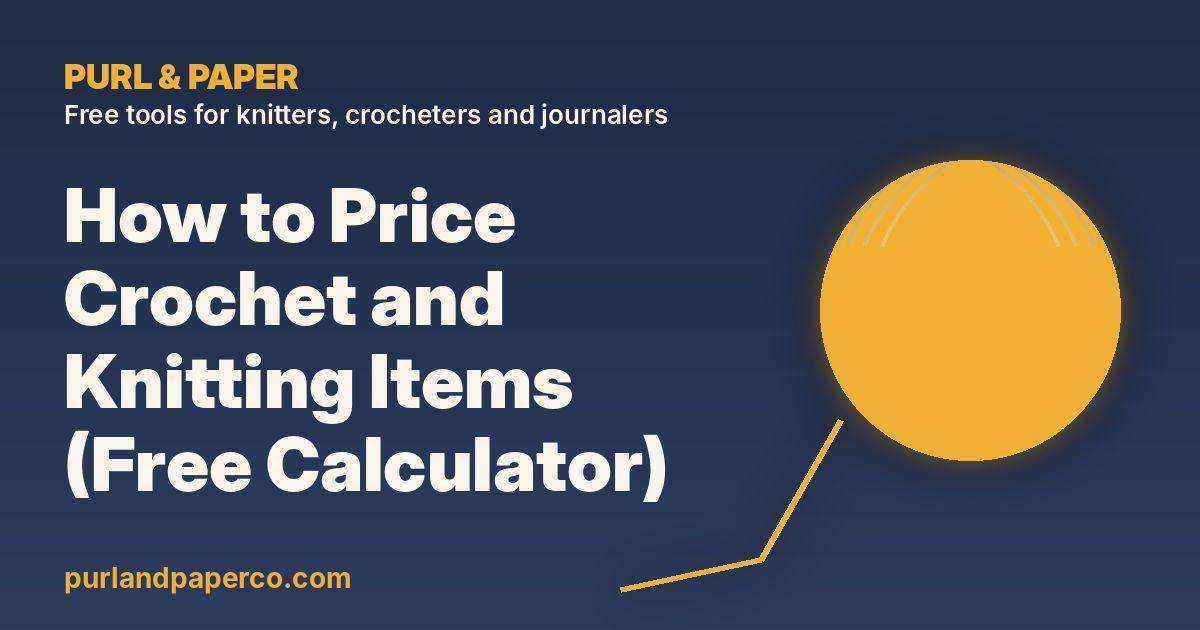 PURL & PAPER
Free tools for knitters, crocheters and journalers
How to Price
Crochet and
Knitting Items
(Free Calculator)
purlandpaperco.com